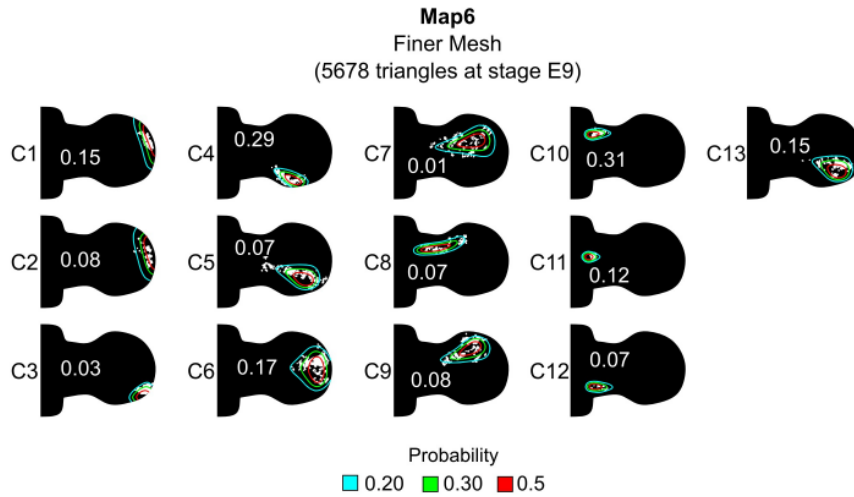 Map6
Finer Mesh
(5678 triangles at stage E9)
C1 0.15
C4 0.29
C7 0.01
C10 0.31
C13 0.15
C2 0.08
C5 0.07
C8 0.07
C11 0.12
C3 0.03
C6 0.17
C9 0.08
C12 0.07
Probability
0.20 0.30 0.5